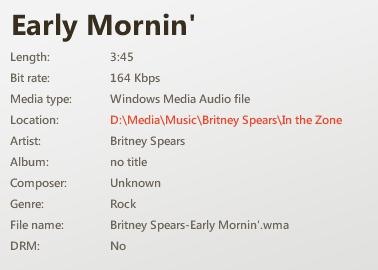 Early Mornin'
Length: 3:45
Bit rate: 164 Kbps
Media type: Windows Media Audio file
Location: D:\Media\Music\Britney Spears\In the Zone
Artist: Britney Spears
Album: no title
Composer: Unknown
Genre: Rock
File name: Britney Spears-Early Mornin'.wma
DRM: No